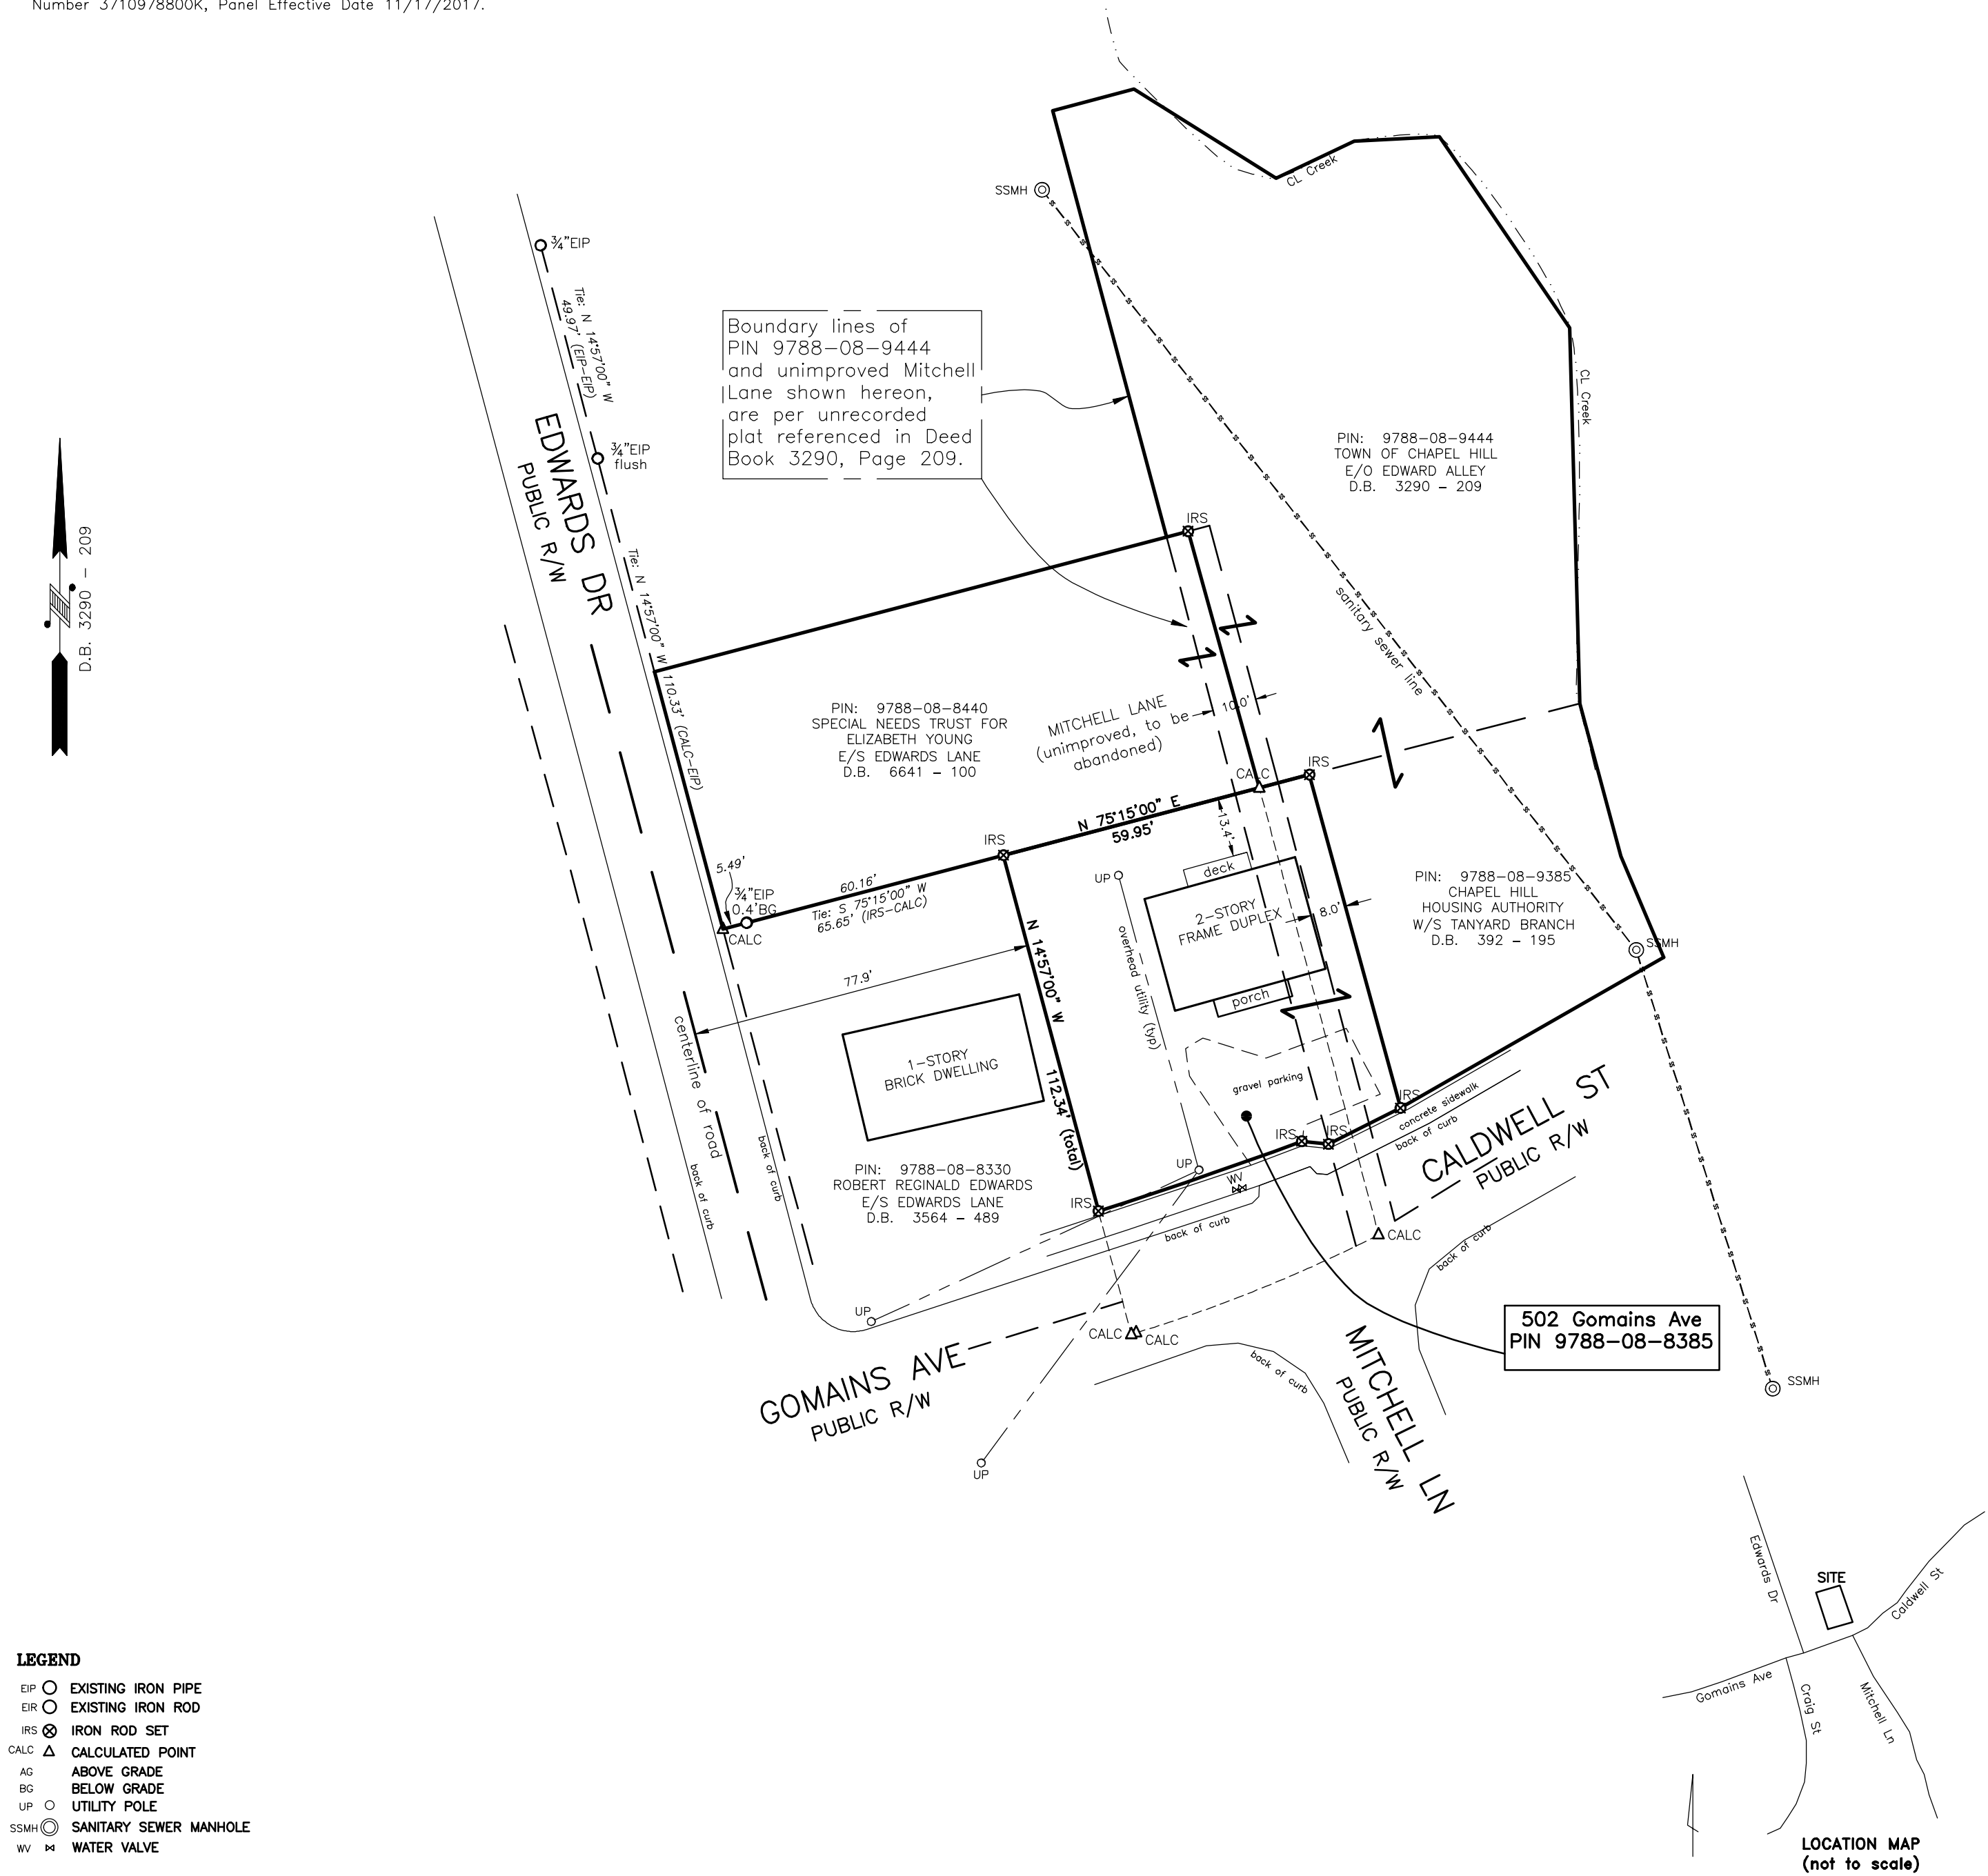 Number 3710978800K, Panel Effective Date 11/17/2017.
CL Creek
SSMH
¾"EIP
Tie: N 14°57'00" W
49.97' (EIP-EIP)
Boundary lines of
PIN 9788-08-9444
and unimproved Mitchell
Lane shown hereon,
are per unrecorded
plat referenced in Deed
Book 3290, Page 209.
CL Creek
EDWARDS DR
PUBLIC R/W
¾"EIP
flush
PIN: 9788-08-9444
TOWN OF CHAPEL HILL
E/O EDWARD ALLEY
D.B. 3290 - 209
D.B. 3290 - 209
IRS
Tie: N 14°57'00" W 110.33' (CALC-EIP)
sanitary sewer line
PIN: 9788-08-8440
SPECIAL NEEDS TRUST FOR
ELIZABETH YOUNG
E/S EDWARDS LANE
D.B. 6641 - 100
MITCHELL LANE
(unimproved, to be
abandoned)
10.0'
CALC
IRS
N 75°15'00" E
59.95'
13.4'
IRS
5.49'
¾"EIP
0.4'BG
CALC
60.16'
Tie: S 75°15'00" W
65.65' (IRS-CALC)
UP
deck
2-STORY
FRAME DUPLEX
8.0'
porch
overhead utility (typ)
PIN: 9788-08-9385
CHAPEL HILL
HOUSING AUTHORITY
W/S TANYARD BRANCH
D.B. 392 - 195
SSMH
77.9'
N 14°57'00" W
112.34' (total)
1-STORY
BRICK DWELLING
centerline of road
back of curb
back of curb
gravel parking
IRS
IRS
IRS
concrete sidewalk
back of curb
CALDWELL ST
PUBLIC R/W
PIN: 9788-08-8330
ROBERT REGINALD EDWARDS
E/S EDWARDS LANE
D.B. 3564 - 489
UP
WV
IRS
back of curb
CALC
back of curb
UP
CALC
CALC
GOMAINS AVE
PUBLIC R/W
back of curb
MITCHELL LN
PUBLIC R/W
502 Gomains Ave
PIN 9788-08-8385
SSMH
UP
Edwards Dr
SITE
Caldwell St
Gomains Ave
Craig St
Mitchell Ln
LOCATION MAP
(not to scale)
LEGEND
EIP EXISTING IRON PIPE
EIR EXISTING IRON ROD
IRS IRON ROD SET
CALC CALCULATED POINT
AG ABOVE GRADE
BG BELOW GRADE
UP UTILITY POLE
SSMH SANITARY SEWER MANHOLE
WV WATER VALVE